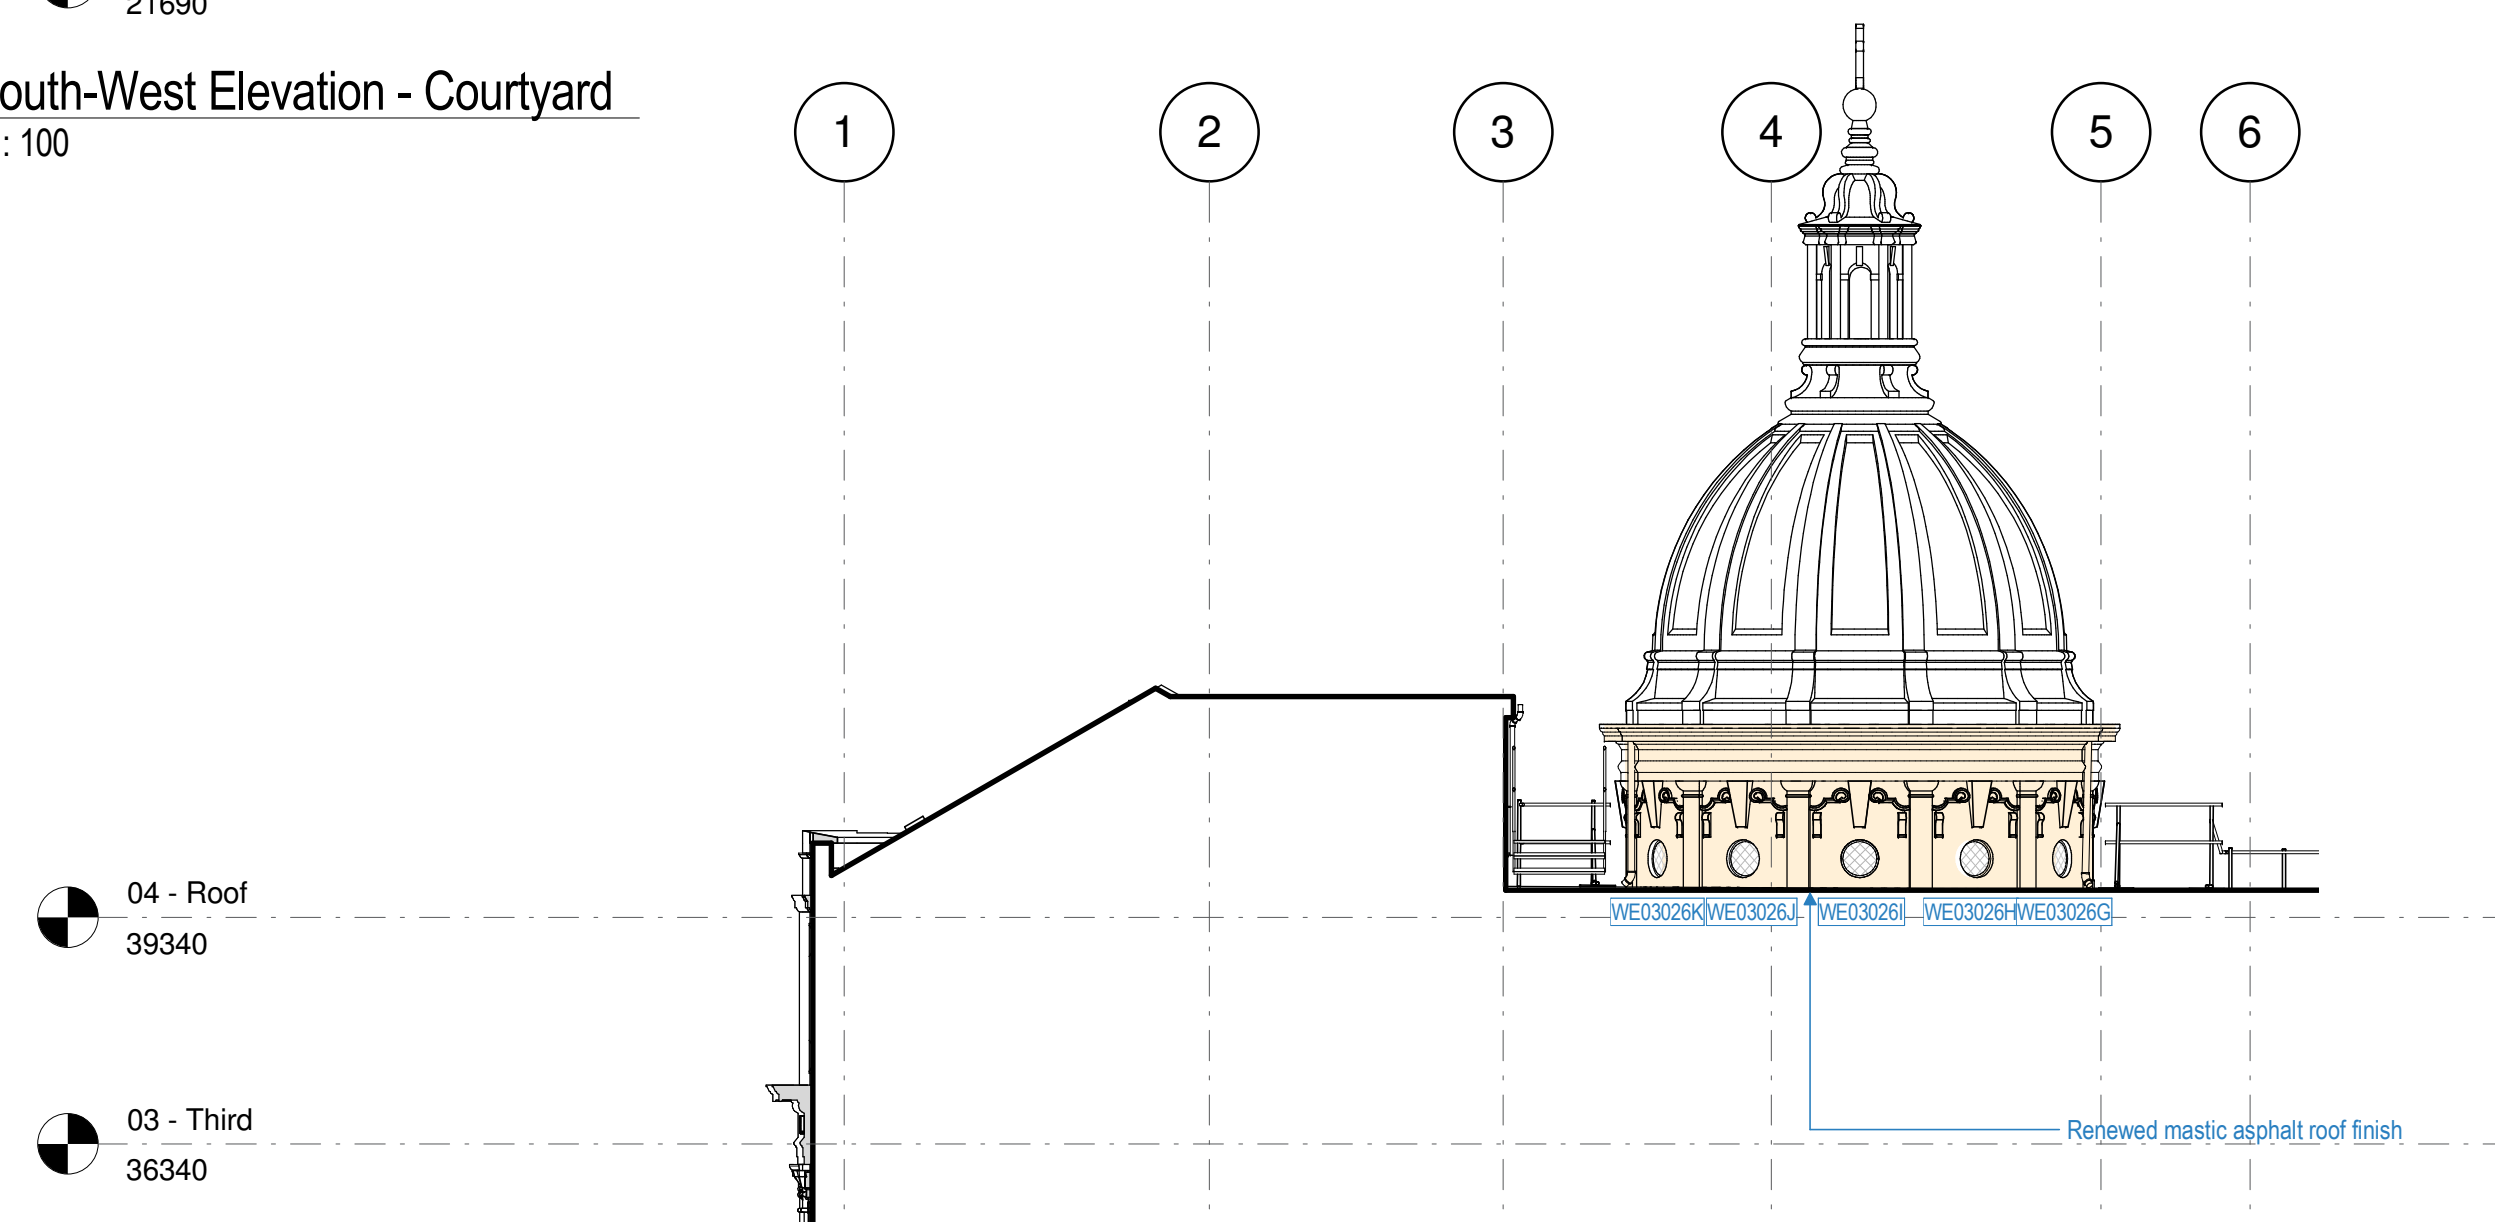 21690
outh-West Elevation - Courtyard
: 100
1 2 3 4 5 6
04 - Roof
39340
WE03026K WE03026J WE03026I WE03026H WE03026G
03 - Third
36340
Renewed mastic asphalt roof finish